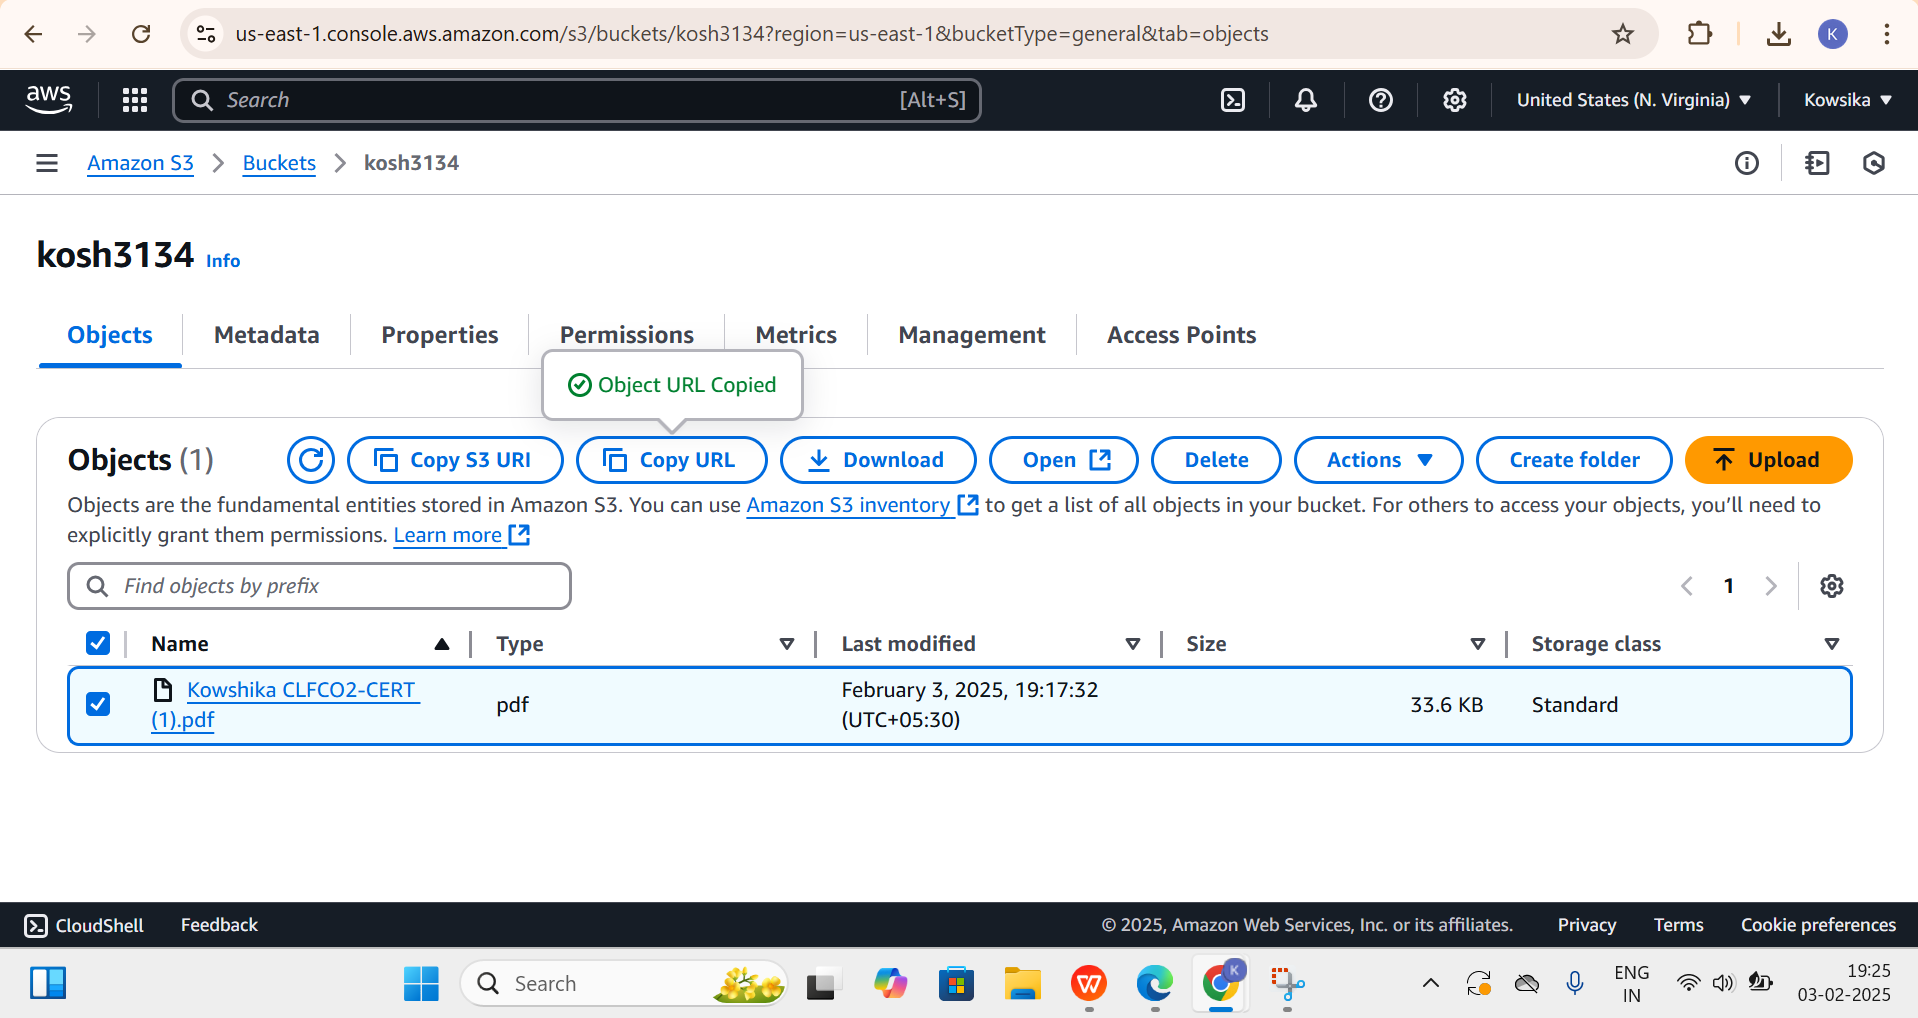 us-east-1.console.aws.amazon.com/s3/buckets/kosh3134?region=us-east-1&bucketType=general&tab=objects
K
aws
Search
[Alt+S]
United States (N. Virginia)
Kowsika
Amazon S3
Buckets
kosh3134
kosh3134 Info
Objects
Metadata
Properties
Permissions
Metrics
Management
Access Points
Object URL Copied
Objects (1)
Copy S3 URI
Copy URL
Download
Open
Delete
Actions
Create folder
Upload
Objects are the fundamental entities stored in Amazon S3. You can use Amazon S3 inventory to get a list of all objects in your bucket. For others to access your objects, you’ll need to
explicitly grant them permissions. Learn more
Find objects by prefix
1
Name
Type
Last modified
Size
Storage class
Kowshika CLFCO2-CERT
(1).pdf
pdf
February 3, 2025, 19:17:32
(UTC+05:30)
33.6 KB
Standard
CloudShell
Feedback
© 2025, Amazon Web Services, Inc. or its affiliates.
Privacy
Terms
Cookie preferences
Search
K
ENG
IN
19:25
03-02-2025